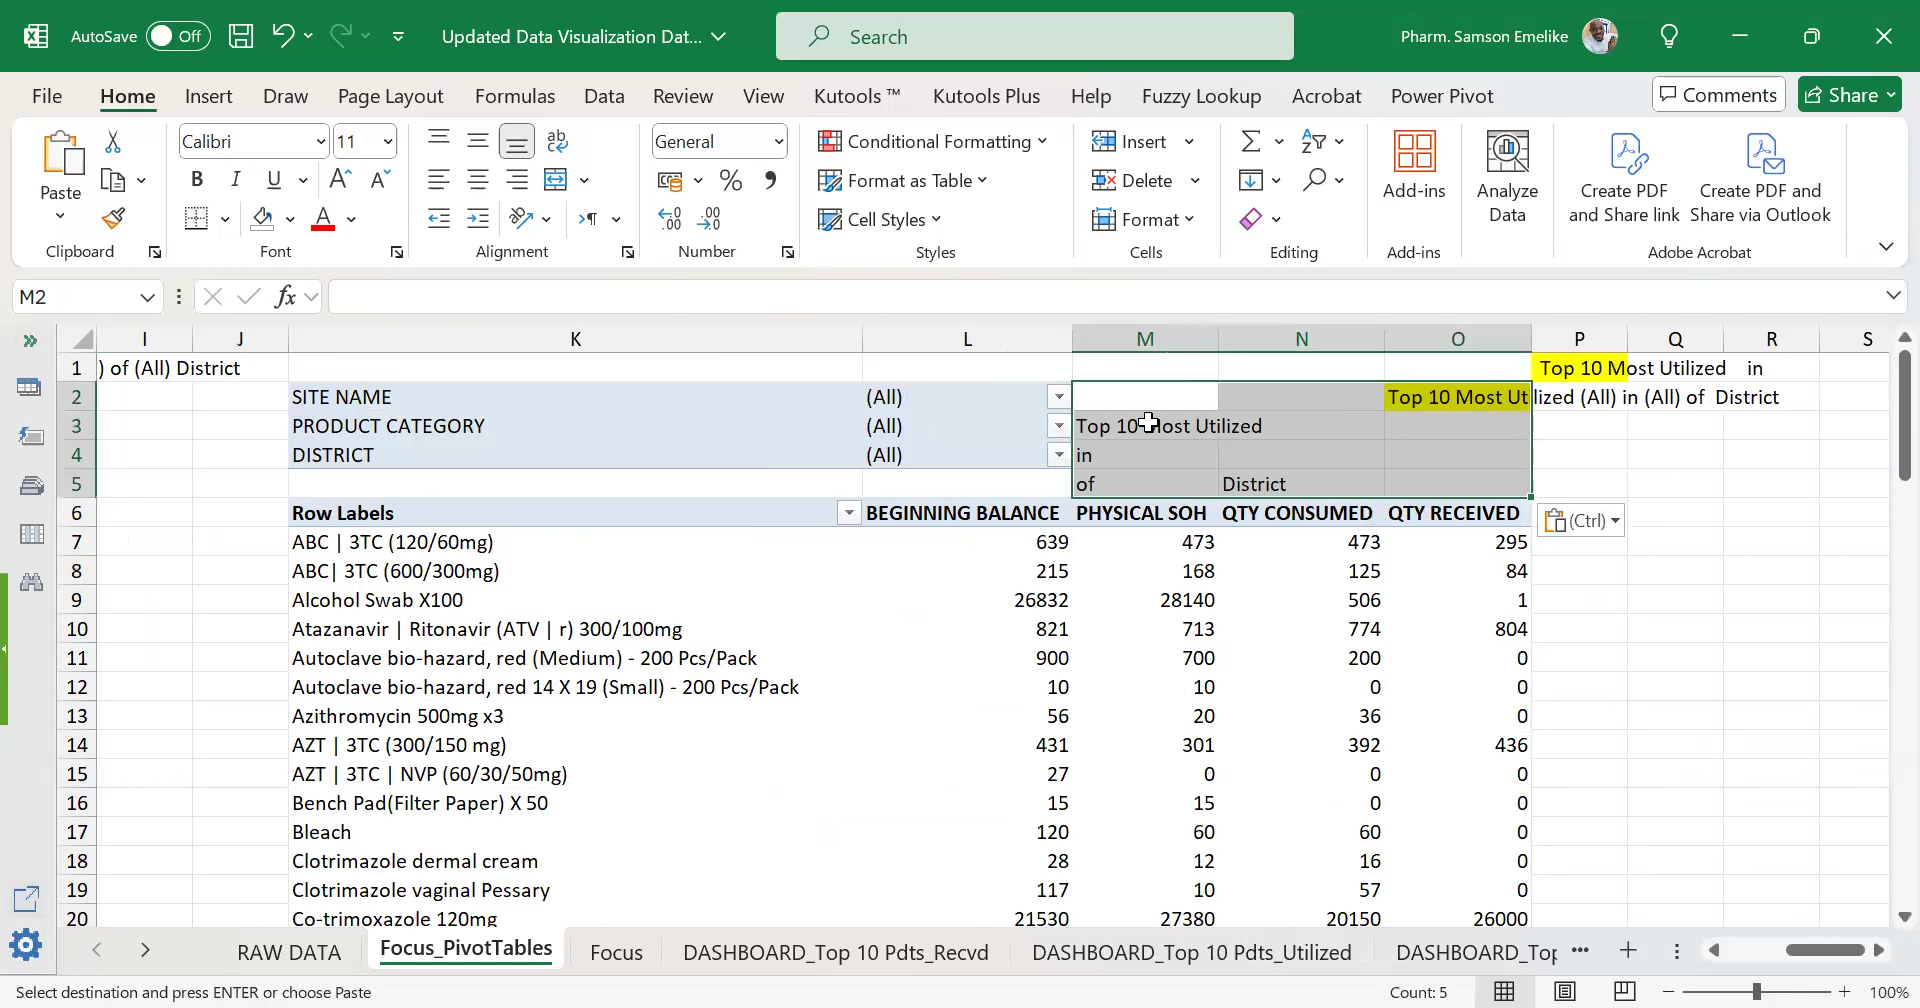 AutoSave Off Updated Data Visualization Dat... Search Pharm. Samson Emelike
File Home Insert Draw Page Layout Formulas Data Review View Kutools ™ Kutools Plus Help Fuzzy Lookup Acrobat Power Pivot Comments Share
Calibri 11 General Conditional Formatting Insert
Paste Format as Table Delete Add-ins Analyze Data Create PDF and Share link Create PDF and Share via Outlook
Cell Styles Format
Clipboard Font Alignment Number Styles Cells Editing Add-ins Adobe Acrobat
M2 fx
I J K L M N O P Q R S
1 ) of (All) District Top 10 Most Utilized in
2 SITE NAME (All) Top 10 Most Utilized (All) in (All) of District
3 PRODUCT CATEGORY (All) Top 10 Most Utilized
4 DISTRICT (All) in
5 of District
6 Row Labels BEGINNING BALANCE PHYSICAL SOH QTY CONSUMED QTY RECEIVED (Ctrl)
7 ABC | 3TC (120/60mg) 639 473 473 295
8 ABC| 3TC (600/300mg) 215 168 125 84
9 Alcohol Swab X100 26832 28140 506 1
10 Atazanavir | Ritonavir (ATV | r) 300/100mg 821 713 774 804
11 Autoclave bio-hazard, red (Medium) - 200 Pcs/Pack 900 700 200 0
12 Autoclave bio-hazard, red 14 X 19 (Small) - 200 Pcs/Pack 10 10 0 0
13 Azithromycin 500mg x3 56 20 36 0
14 AZT | 3TC (300/150 mg) 431 301 392 436
15 AZT | 3TC | NVP (60/30/50mg) 27 0 0 0
16 Bench Pad(Filter Paper) X 50 15 15 0 0
17 Bleach 120 60 60 0
18 Clotrimazole dermal cream 28 12 16 0
19 Clotrimazole vaginal Pessary 117 10 57 0
20 Co-trimoxazole 120mg 21530 27380 20150 26000
RAW DATA Focus_PivotTables Focus DASHBOARD_Top 10 Pdts_Recvd DASHBOARD_Top 10 Pdts_Utilized DASHBOARD_Top
Select destination and press ENTER or choose Paste Count: 5 100%